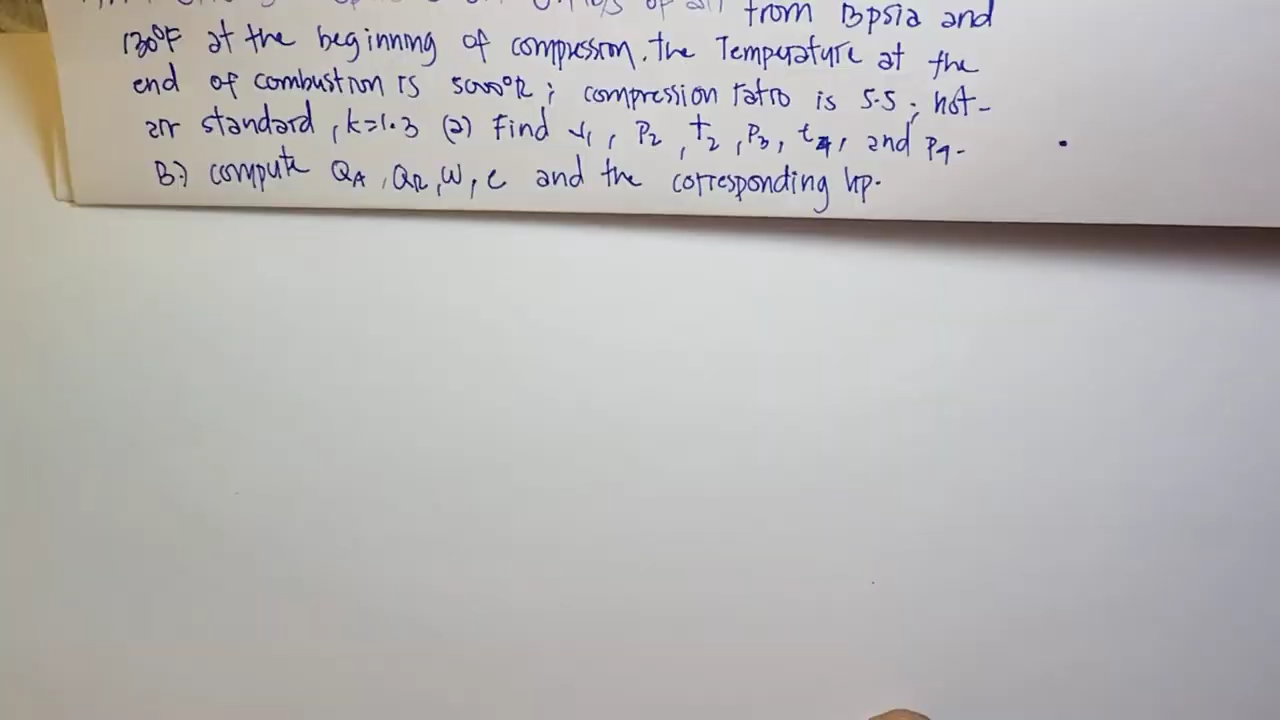 of air from 13psia and
130°F at the beginning of compression. the Temperature at the
end of combustion is 5000°R ; compression ratio is 5.5 ; hot-
air standard , k=1.3 (a) Find V1 , P2 , t2 , P3 , t4 , and P4.
B.) compute QA , QR , W , e and the corresponding hp.